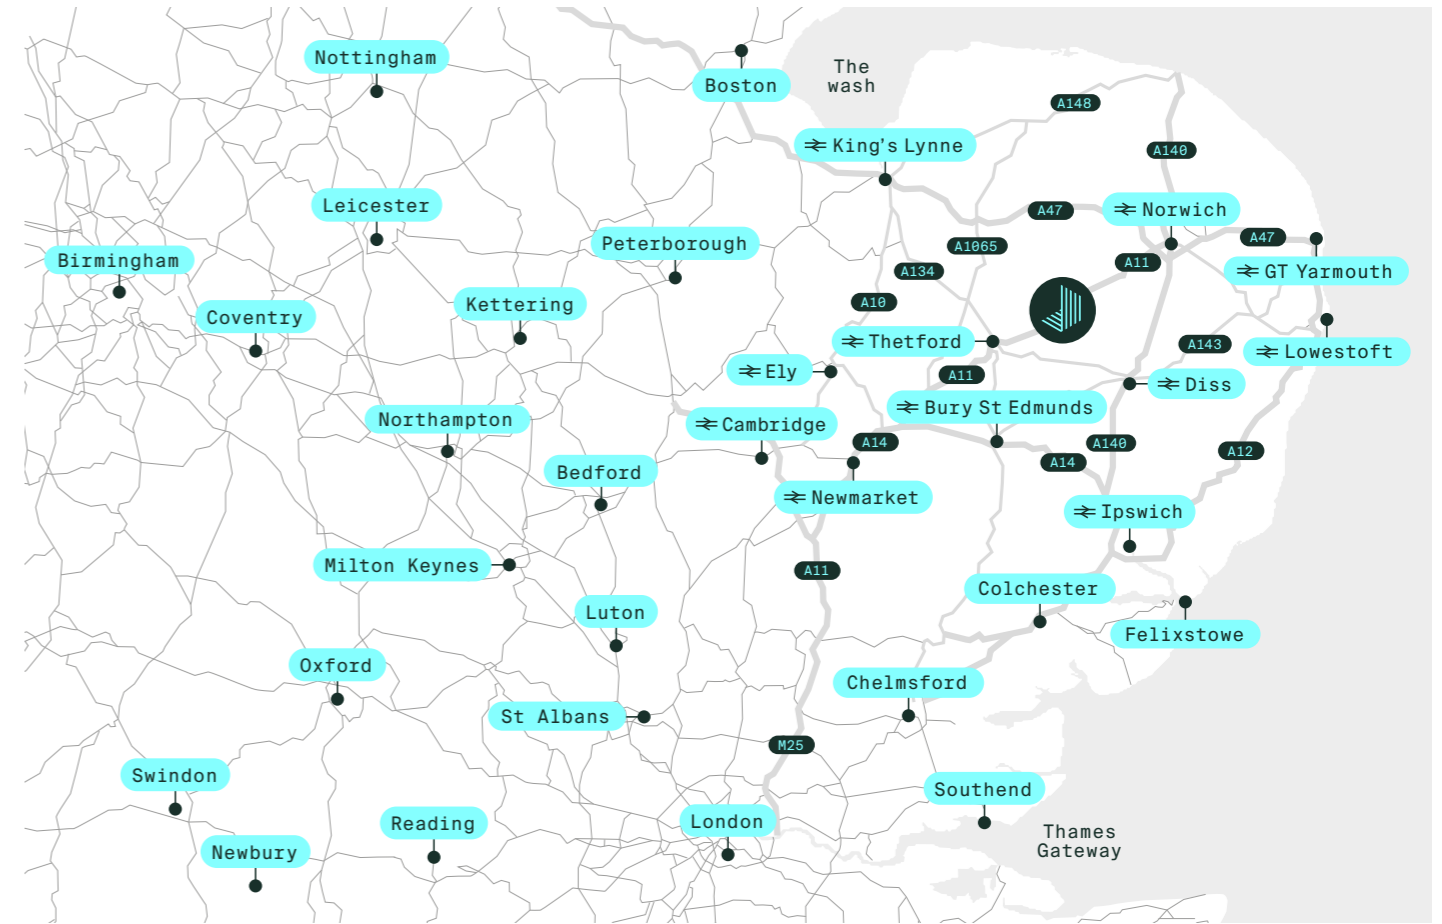 Nottingham
Boston
The
wash
A148
King's Lynne
A140
Leicester
A47
Norwich
Peterborough
A47
Birmingham
A1065
A11
GT Yarmouth
A134
Coventry
Kettering
A10
Thetford
A143
Lowestoft
Ely
A11
Diss
Bury St Edmunds
Northampton
Cambridge
A14
A140
A12
A14
Bedford
Newmarket
Ipswich
Milton Keynes
A11
Colchester
Luton
Felixstowe
Oxford
Chelmsford
St Albans
M25
Swindon
Southend
Reading
London
Thames
Gateway
Newbury